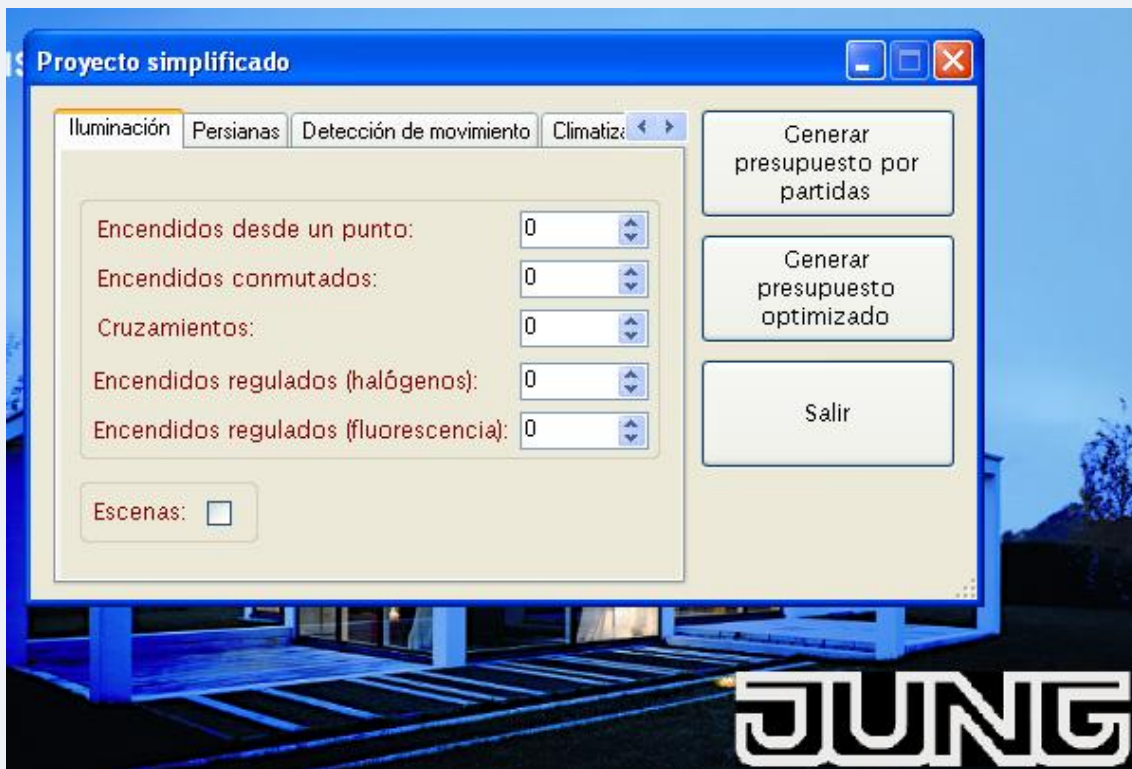 Proyecto simplificado
Iluminación
Persianas
Detección de movimiento
Encendidos desde un punto:
0
Encendidos conmutados:
0
Cruzamientos:
0
Encendidos regulados (halógenos):
0
Encendidos regulados (fluorescencia):
0
Escenas:
Generar
presupuesto por
partidas
Generar
presupuesto
optimizado
Salir
JUNG